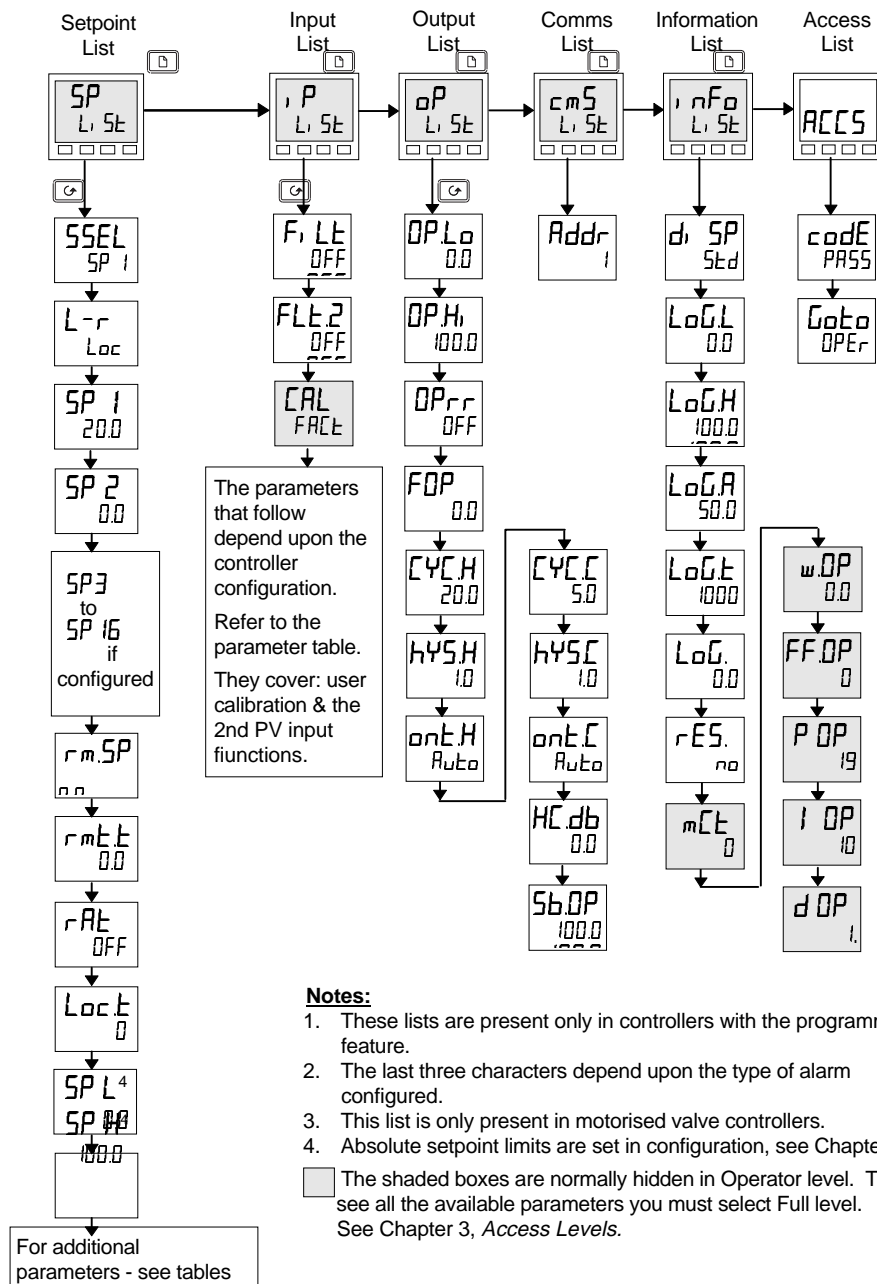 Setpoint
List
Input
List
Output
List
Comms
List
Information
List
Access
List
SP
LiSt
iP
LiSt
oP
LiSt
cmS
LiSt
inFo
LiSt
ACCS
SSEL
SP 1
L-r
Loc
SP 1
20.0
SP 2
0.0
SP3
to
SP 16
if
configured
rm.SP
rmt.t
0.0
rAt
OFF
Loc.t
0
SP L 4
SP H
100.0
For additional
parameters - see tables
FiLt
OFF
FLt.2
OFF
CAL
FACt
The parameters
that follow
depend upon the
controller
configuration.
Refer to the
parameter table.
They cover: user
calibration & the
2nd PV input
fiunctions.
OP.Lo
0.0
OP.Hi
100.0
OPrr
OFF
FOP
0.0
CYC.H
20.0
hYS.H
1.0
ont.H
Auto
CYC.C
5.0
hYS.C
1.0
ont.C
Auto
HC.db
0.0
Sb.OP
100.0
Addr
1
diSP
Std
LoG.L
0.0
LoG.H
100.0
LoG.A
50.0
LoG.t
1000
LoG.
0.0
rES.
no
mCt
0
w.OP
0.0
FF.OP
0
P OP
19
I OP
10
d OP
1.
codE
PASS
Goto
OPEr
Notes:
1. These lists are present only in controllers with the
feature.
2. The last three characters depend upon the type of alarm
configured.
3. This list is only present in motorised valve controllers.
4. Absolute setpoint limits are set in configuration, see
The shaded boxes are normally hidden in Operator level.
see all the available parameters you must select Full level.
See Chapter 3, Access Levels.